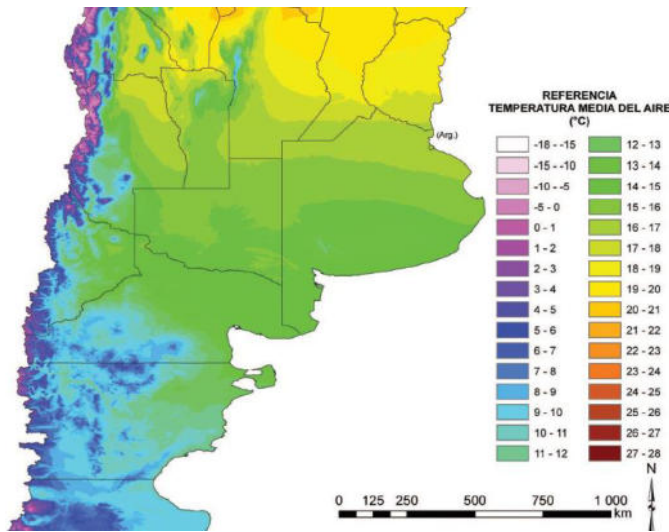 REFERENCIA
TEMPERATURA MEDIA DEL AIRE
(°C)
(Arg.)
-18 - -15
-15 - -10
-10 - -5
-5 - 0
0 - 1
1 - 2
2 - 3
3 - 4
4 - 5
5 - 6
6 - 7
7 - 8
8 - 9
9 - 10
10 - 11
11 - 12
12 - 13
13 - 14
14 - 15
15 - 16
16 - 17
17 - 18
18 - 19
19 - 20
20 - 21
21 - 22
22 - 23
23 - 24
24 - 25
25 - 26
26 - 27
27 - 28
N
0 125 250 500 750 1 000
km